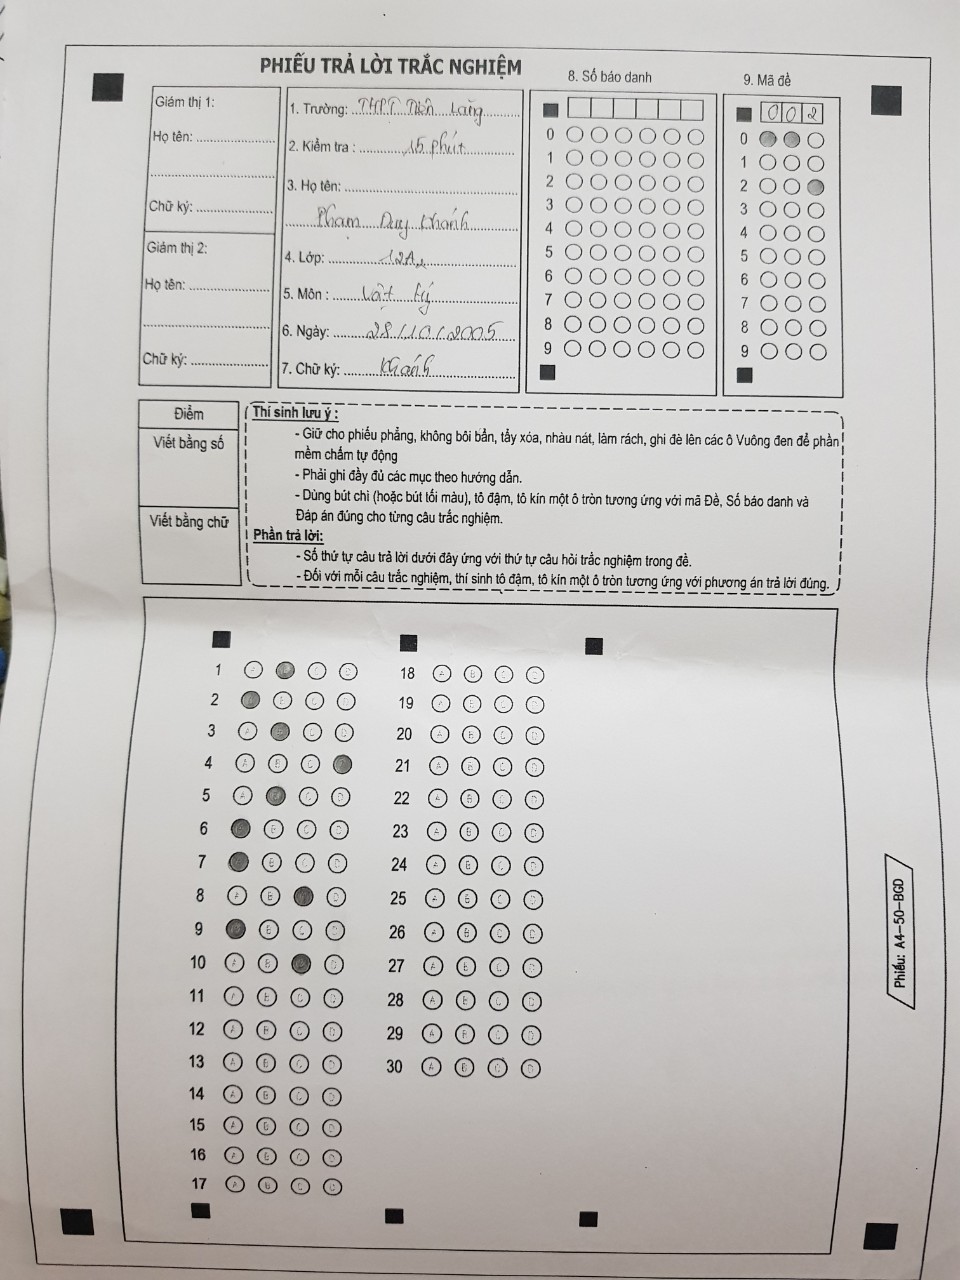 PHIẾU TRẢ LỜI TRẮC NGHIỆM
Giám thị 1:
Họ tên:
Chữ ký:
Giám thị 2:
Họ tên:
Chữ ký:
1. Trường: THPT Tiên Lãng
2. Kiểm tra : 15 phút
3. Họ tên:
Phạm Duy Khánh
4. Lớp: 12A2
5. Môn : Vật lý
6. Ngày: 28/10/2005
7. Chữ ký: Khánh
8. Số báo danh
0
1
2
3
4
5
6
7
8
9
9. Mã đề
0 0 2
0
1
2
3
4
5
6
7
8
9
Điểm
Viết bằng số
Viết bằng chữ
Thí sinh lưu ý :
- Giữ cho phiếu phẳng, không bôi bẩn, tẩy xóa, nhàu nát, làm rách, ghi đè lên các ô Vuông đen để phần
mềm chấm tự động
- Phải ghi đầy đủ các mục theo hướng dẫn.
- Dùng bút chì (hoặc bút tối màu), tô đậm, tô kín một ô tròn tương ứng với mã Đề, Số báo danh và
Đáp án đúng cho từng câu trắc nghiệm.
Phần trả lời:
- Số thứ tự câu trả lời dưới đây ứng với thứ tự câu hỏi trắc nghiệm trong đề.
- Đối với mỗi câu trắc nghiệm, thí sinh tô đậm, tô kín một ô tròn tương ứng với phương án trả lời đúng.
1
2
3
4
5
6
7
8
9
10
11
12
13
14
15
16
17
18
19
20
21
22
23
24
25
26
27
28
29
30
Phiếu: A4-50-BGD